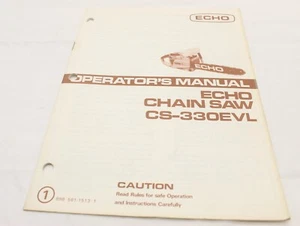 ECHO
ECHO
OPERATOR'S MANUAL
ECHO
CHAIN SAW
CS-330EVL
CAUTION
Read Rules for safe Operation
and Instructions Carefully
1